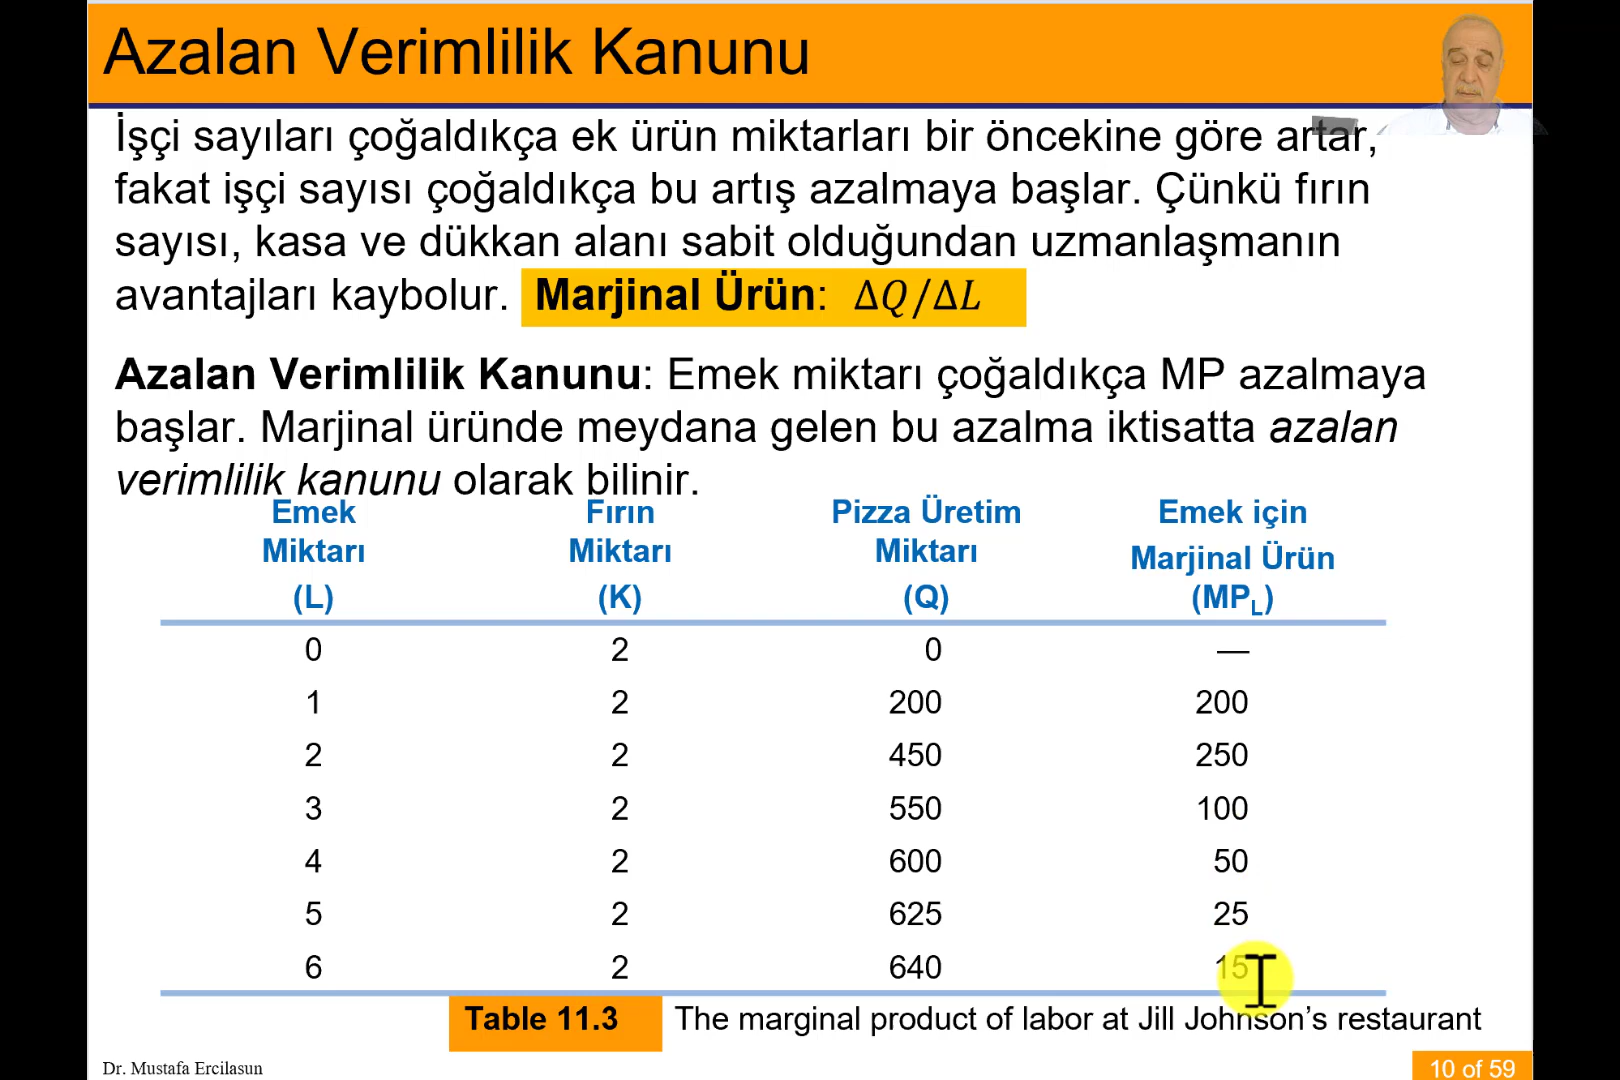 Azalan Verimlilik Kanunu
İşçi sayıları çoğaldıkça ek ürün miktarları bir öncekine göre artar,
fakat işçi sayısı çoğaldıkça bu artış azalmaya başlar. Çünkü fırın
sayısı, kasa ve dükkan alanı sabit olduğundan uzmanlaşmanın
avantajları kaybolur. Marjinal Ürün: ΔQ/ΔL
Azalan Verimlilik Kanunu: Emek miktarı çoğaldıkça MP azalmaya
başlar. Marjinal üründe meydana gelen bu azalma iktisatta azalan
verimlilik kanunu olarak bilinir.
Emek Fırın Pizza Üretim Emek için
Miktarı Miktarı Miktarı Marjinal Ürün
(L) (K) (Q) (MPL)
0 2 0 —
1 2 200 200
2 2 450 250
3 2 550 100
4 2 600 50
5 2 625 25
6 2 640 15
Table 11.3 The marginal product of labor at Jill Johnson's restaurant
Dr. Mustafa Ercilasun 10 of 59